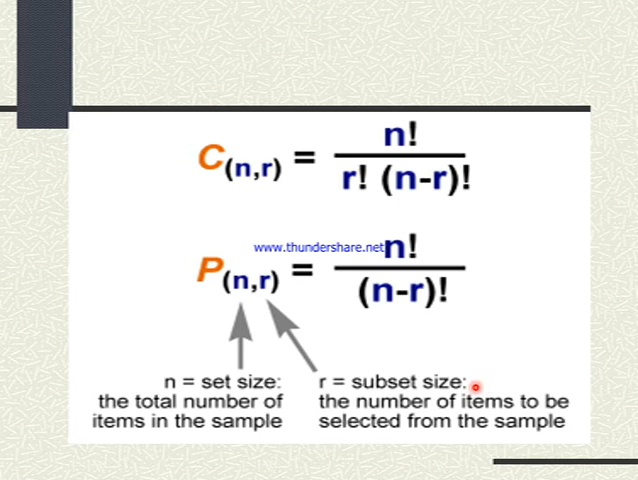 C(n,r) = n!
r! (n-r)!
www.thundershare.net
P(n,r) = n!
(n-r)!
n = set size:
the total number of
items in the sample
r = subset size:
the number of items to be
selected from the sample